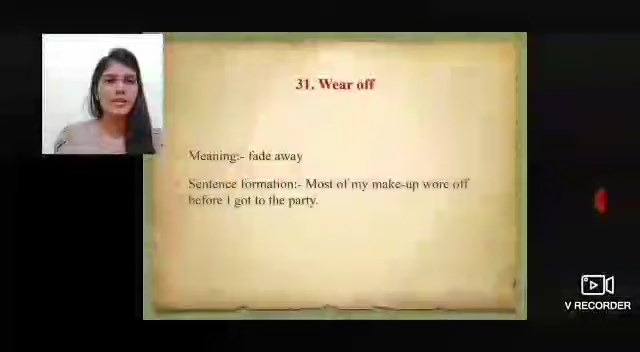 31. Wear off
Meaning:- fade away
Sentence formation:- Most of my make-up wore off
before I got to the party.
V RECORDER